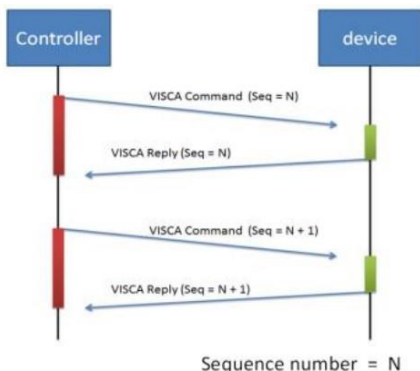 Controller
device
VISCA Command (Seq = N)
VISCA Reply (Seq = N)
VISCA Command (Seq = N + 1)
VISCA Reply (Seq = N + 1)
Sequence number = N